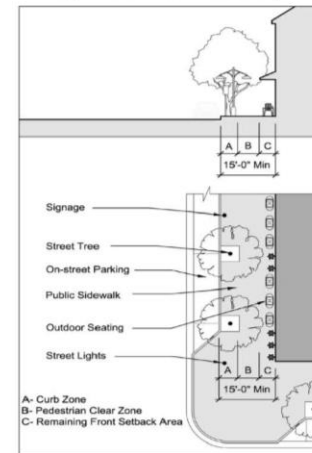 A B C
15'-0" Min
Signage
Street Tree
On-street Parking
Public Sidewalk
Outdoor Seating
Street Lights
A B C
15'-0" Min
A- Curb Zone
B- Pedestrian Clear Zone
C- Remaining Front Setback Area